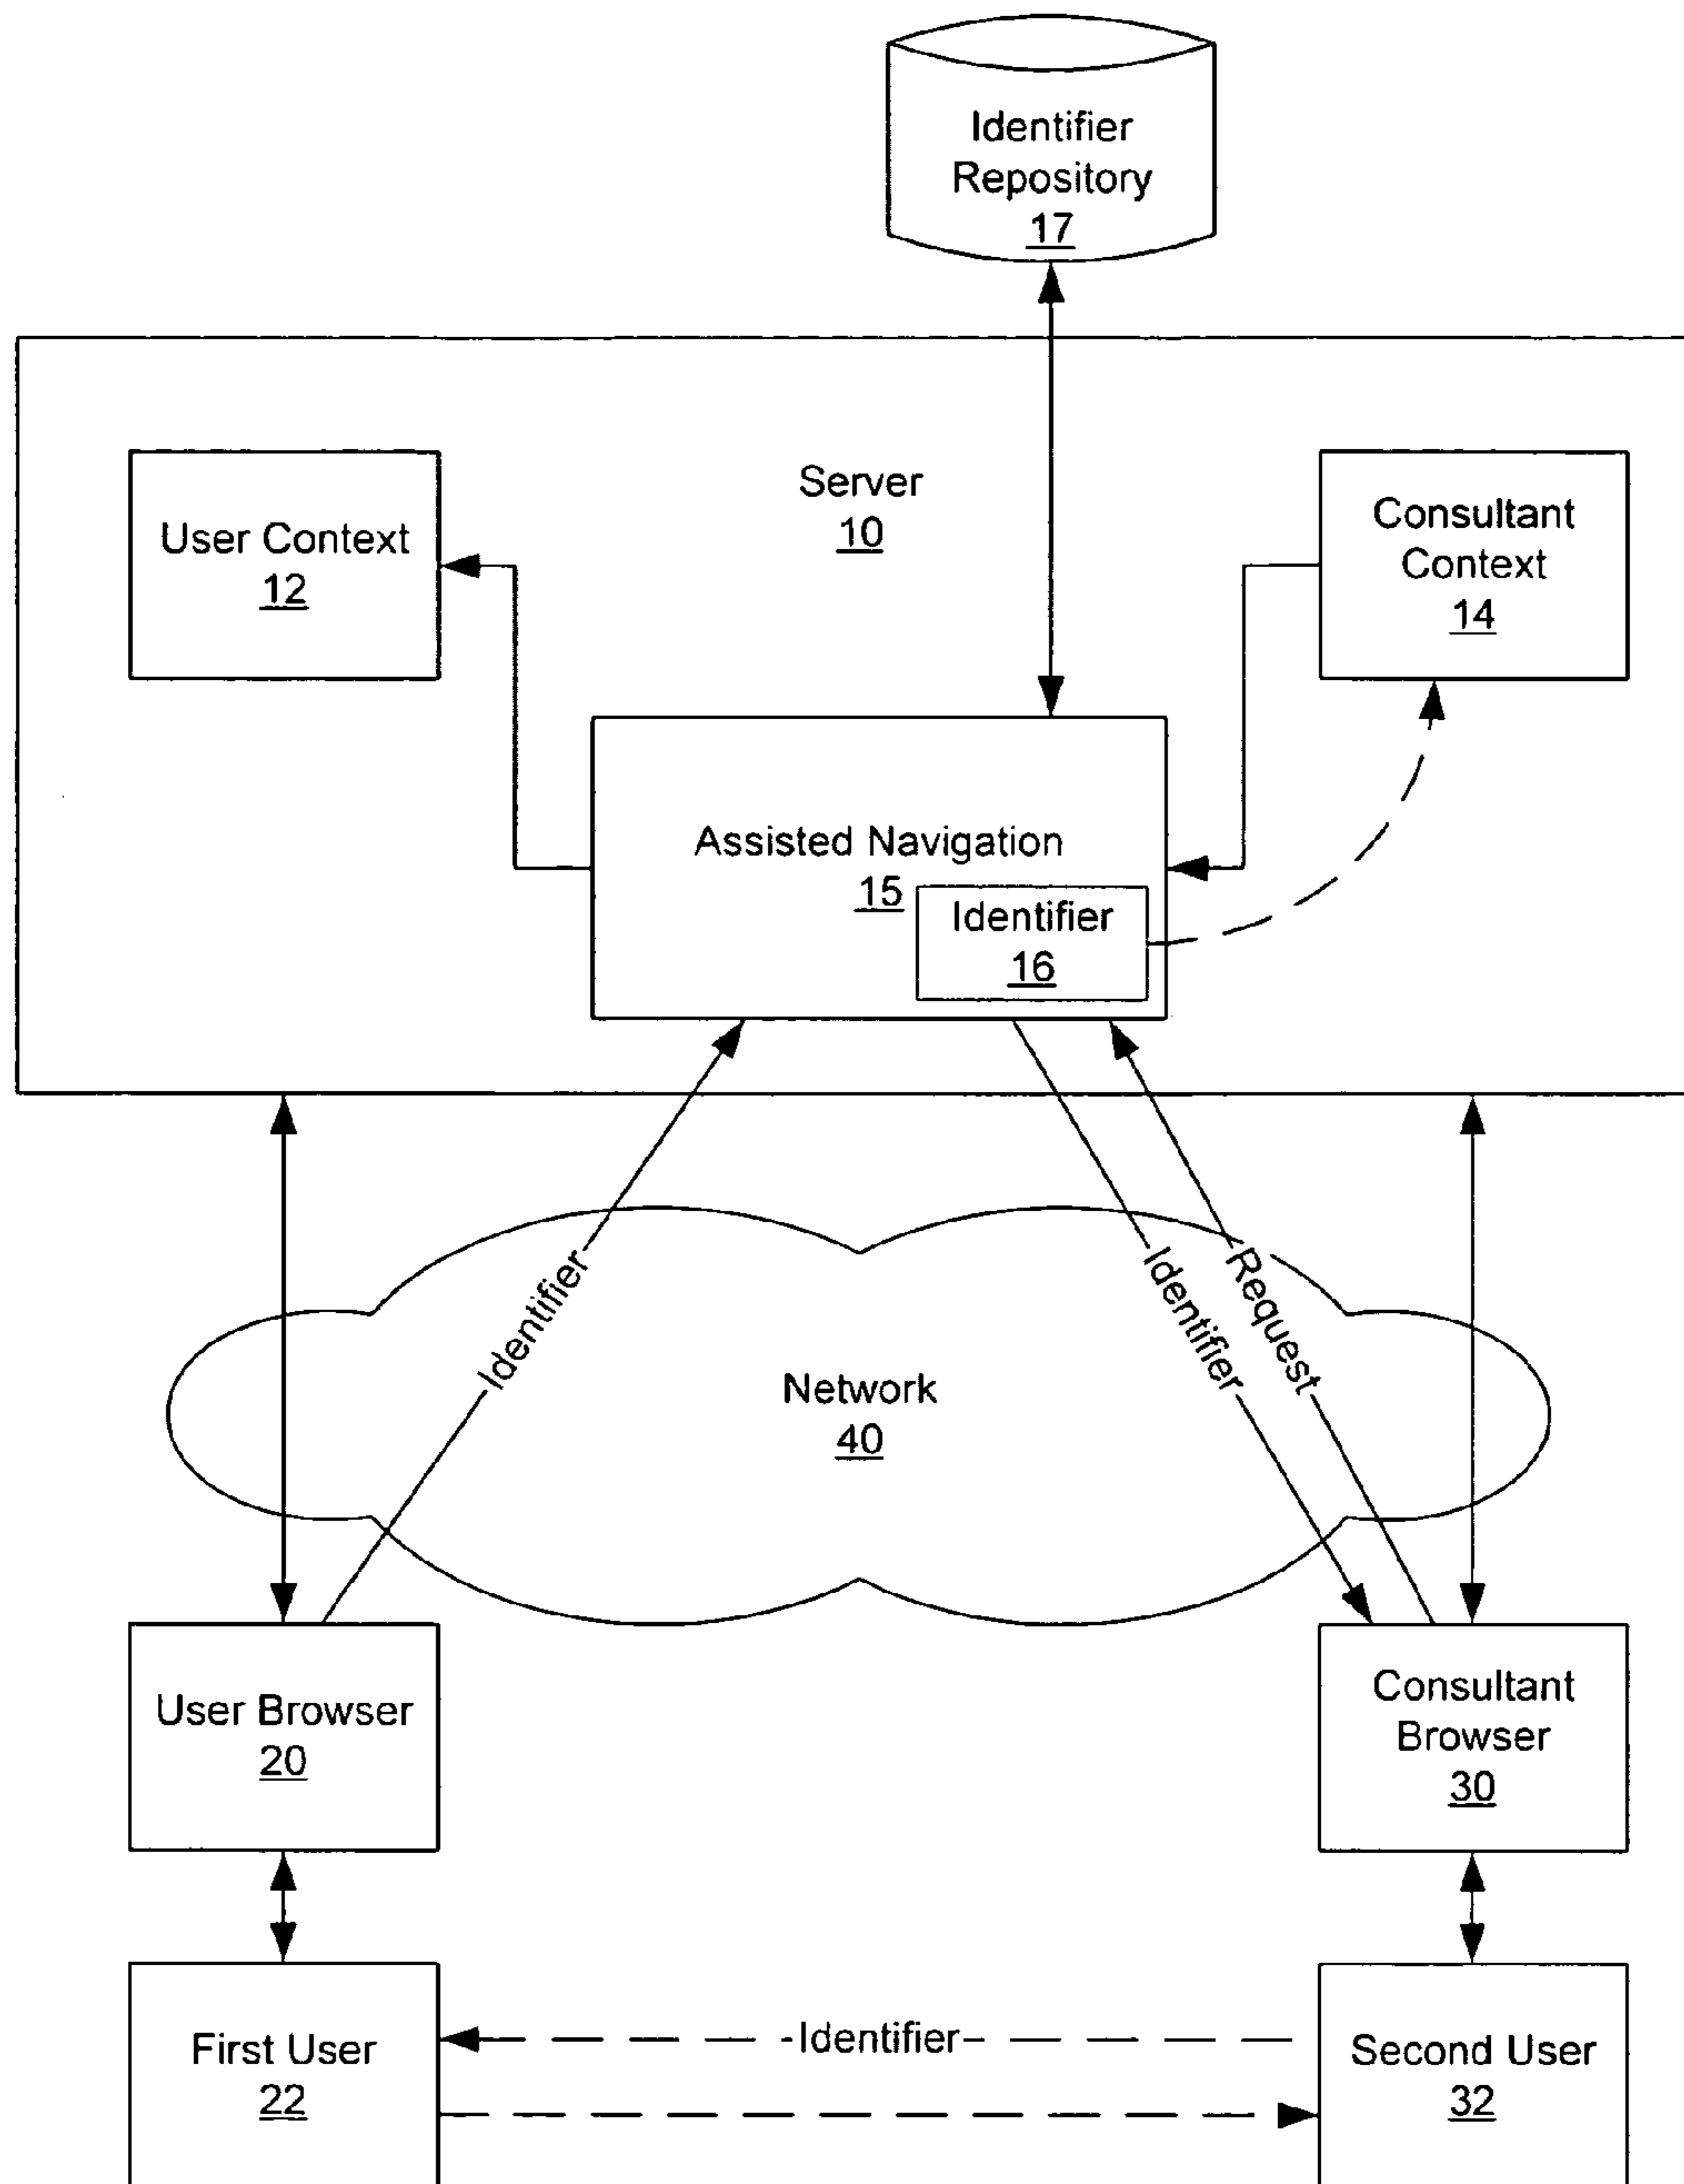 Identifier
Repository
17
Server
10
User Context
12
Consultant
Context
14
Assisted Navigation
15
Identifier
16
Identifier
Identifier
Request
Network
40
User Browser
20
Consultant
Browser
30
First User
22
Identifier
Second User
32